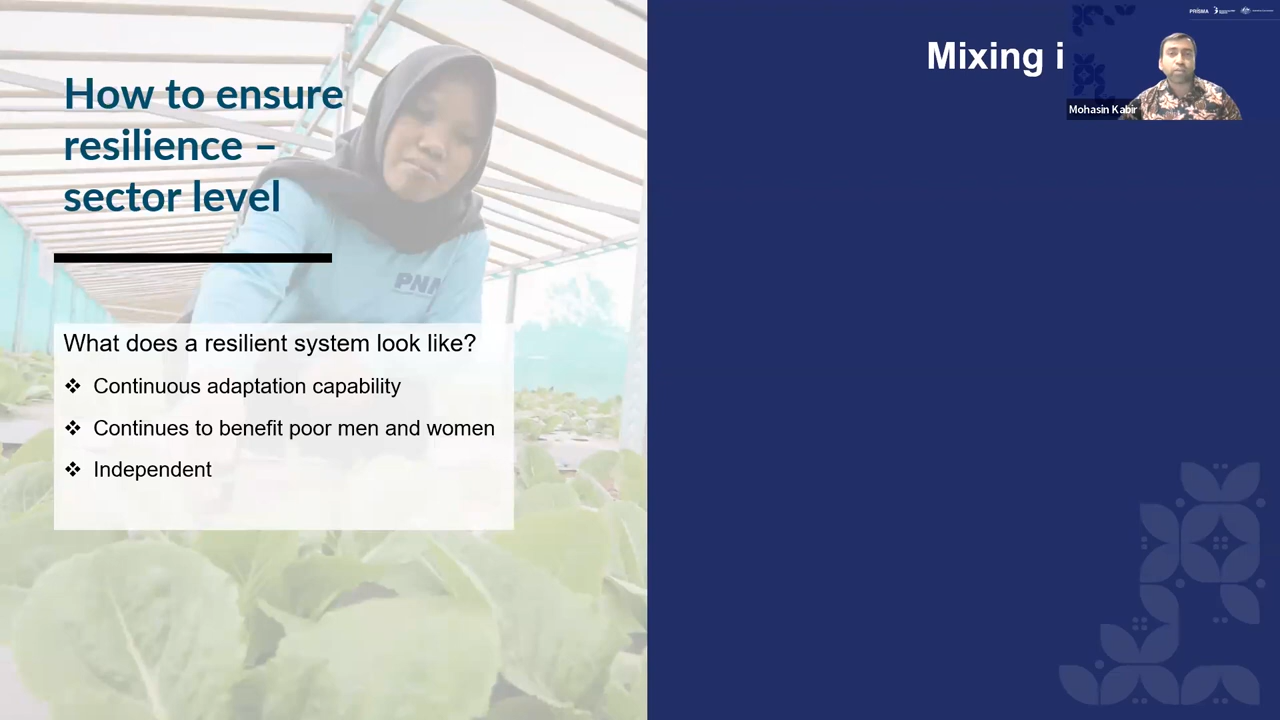 How to ensure
resilience –
sector level
PNM
What does a resilient system look like?
❖ Continuous adaptation capability
❖ Continues to benefit poor men and women
❖ Independent
Mixing i
PRISMA
Mohasin Kabir